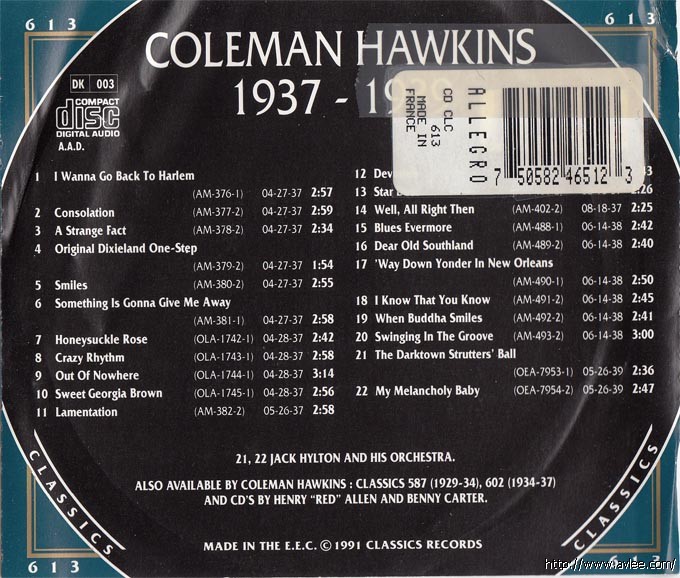 613
613
COLEMAN HAWKINS
1937 - 1939
DK 003
COMPACT
disc
DIGITAL AUDIO
A.A.D.
CD CLC 613
MADE IN
FRANCE
ALLEGRO
7 50582 46512 3
1 I Wanna Go Back To Harlem
(AM-376-1) 04-27-37 2:57
2 Consolation (AM-377-2) 04-27-37 2:59
3 A Strange Fact (AM-378-2) 04-27-37 2:34
4 Original Dixieland One-Step
(AM-379-2) 04-27-37 1:54
5 Smiles (AM-380-2) 04-27-37 2:55
6 Something Is Gonna Give Me Away
(AM-381-1) 04-27-37 2:58
7 Honeysuckle Rose (OLA-1742-1) 04-28-37 2:42
8 Crazy Rhythm (OLA-1743-1) 04-28-37 2:58
9 Out Of Nowhere (OLA-1744-1) 04-28-37 3:14
10 Sweet Georgia Brown (OLA-1745-1) 04-28-37 2:56
11 Lamentation (AM-382-2) 05-26-37 2:58
12
13 Star
14 Well, All Right Then (AM-402-2) 08-18-37 2:25
15 Blues Evermore (AM-488-1) 06-14-38 2:42
16 Dear Old Southland (AM-489-2) 06-14-38 2:40
17 'Way Down Yonder In New Orleans
(AM-490-1) 06-14-38 2:50
18 I Know That You Know (AM-491-2) 06-14-38 2:45
19 When Buddha Smiles (AM-492-2) 06-14-38 2:41
20 Swinging In The Groove (AM-493-2) 06-14-38 3:00
21 The Darktown Strutters' Ball
(OEA-7953-1) 05-26-39 2:36
22 My Melancholy Baby (OEA-7954-2) 05-26-39 2:47
21, 22 JACK HYLTON AND HIS ORCHESTRA.
ALSO AVAILABLE BY COLEMAN HAWKINS : CLASSICS 587 (1929-34), 602 (1934-37)
AND CD'S BY HENRY “RED” ALLEN AND BENNY CARTER.
CLASSICS
CLASSICS
MADE IN THE E.E.C. © 1991 CLASSICS RECORDS
613
613
http://www.avlee.com/